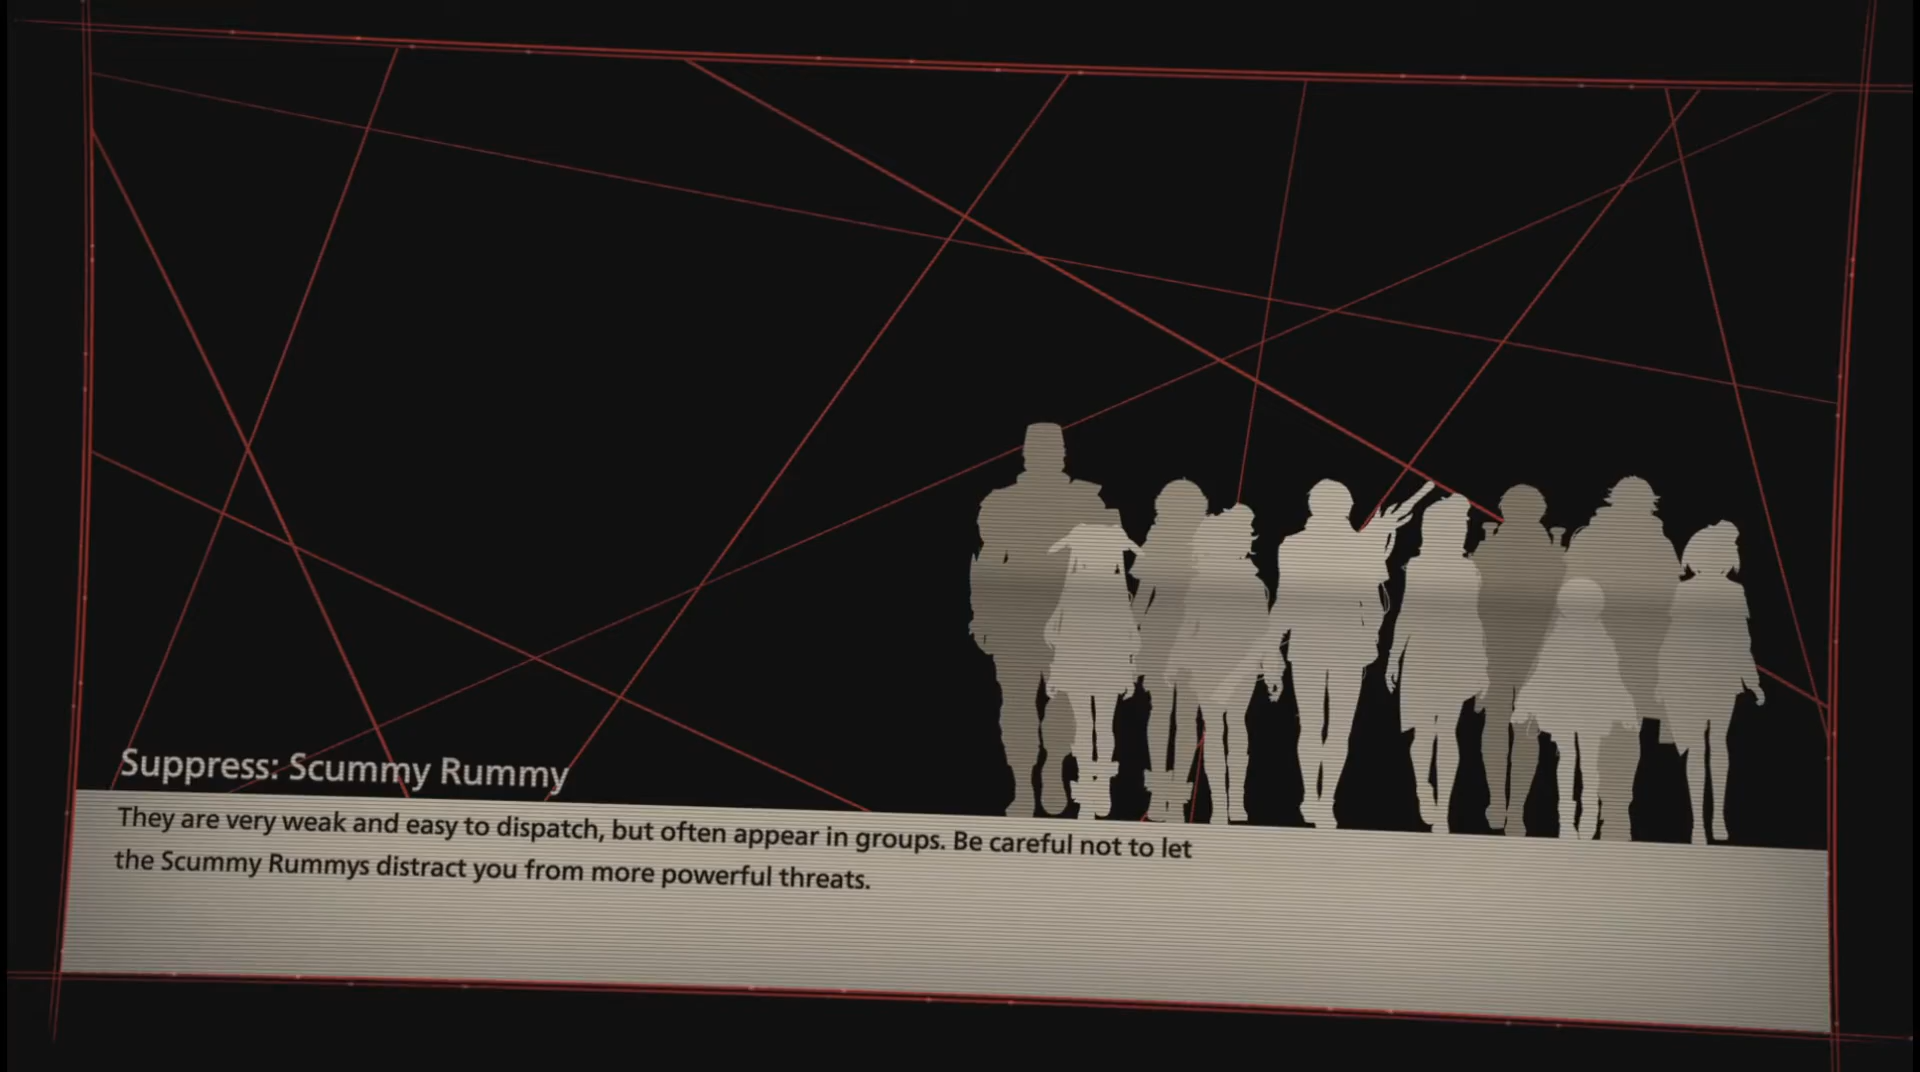 Suppress: Scummy Rummy
They are very weak and easy to dispatch, but often appear in groups. Be careful not to let
the Scummy Rummys distract you from more powerful threats.